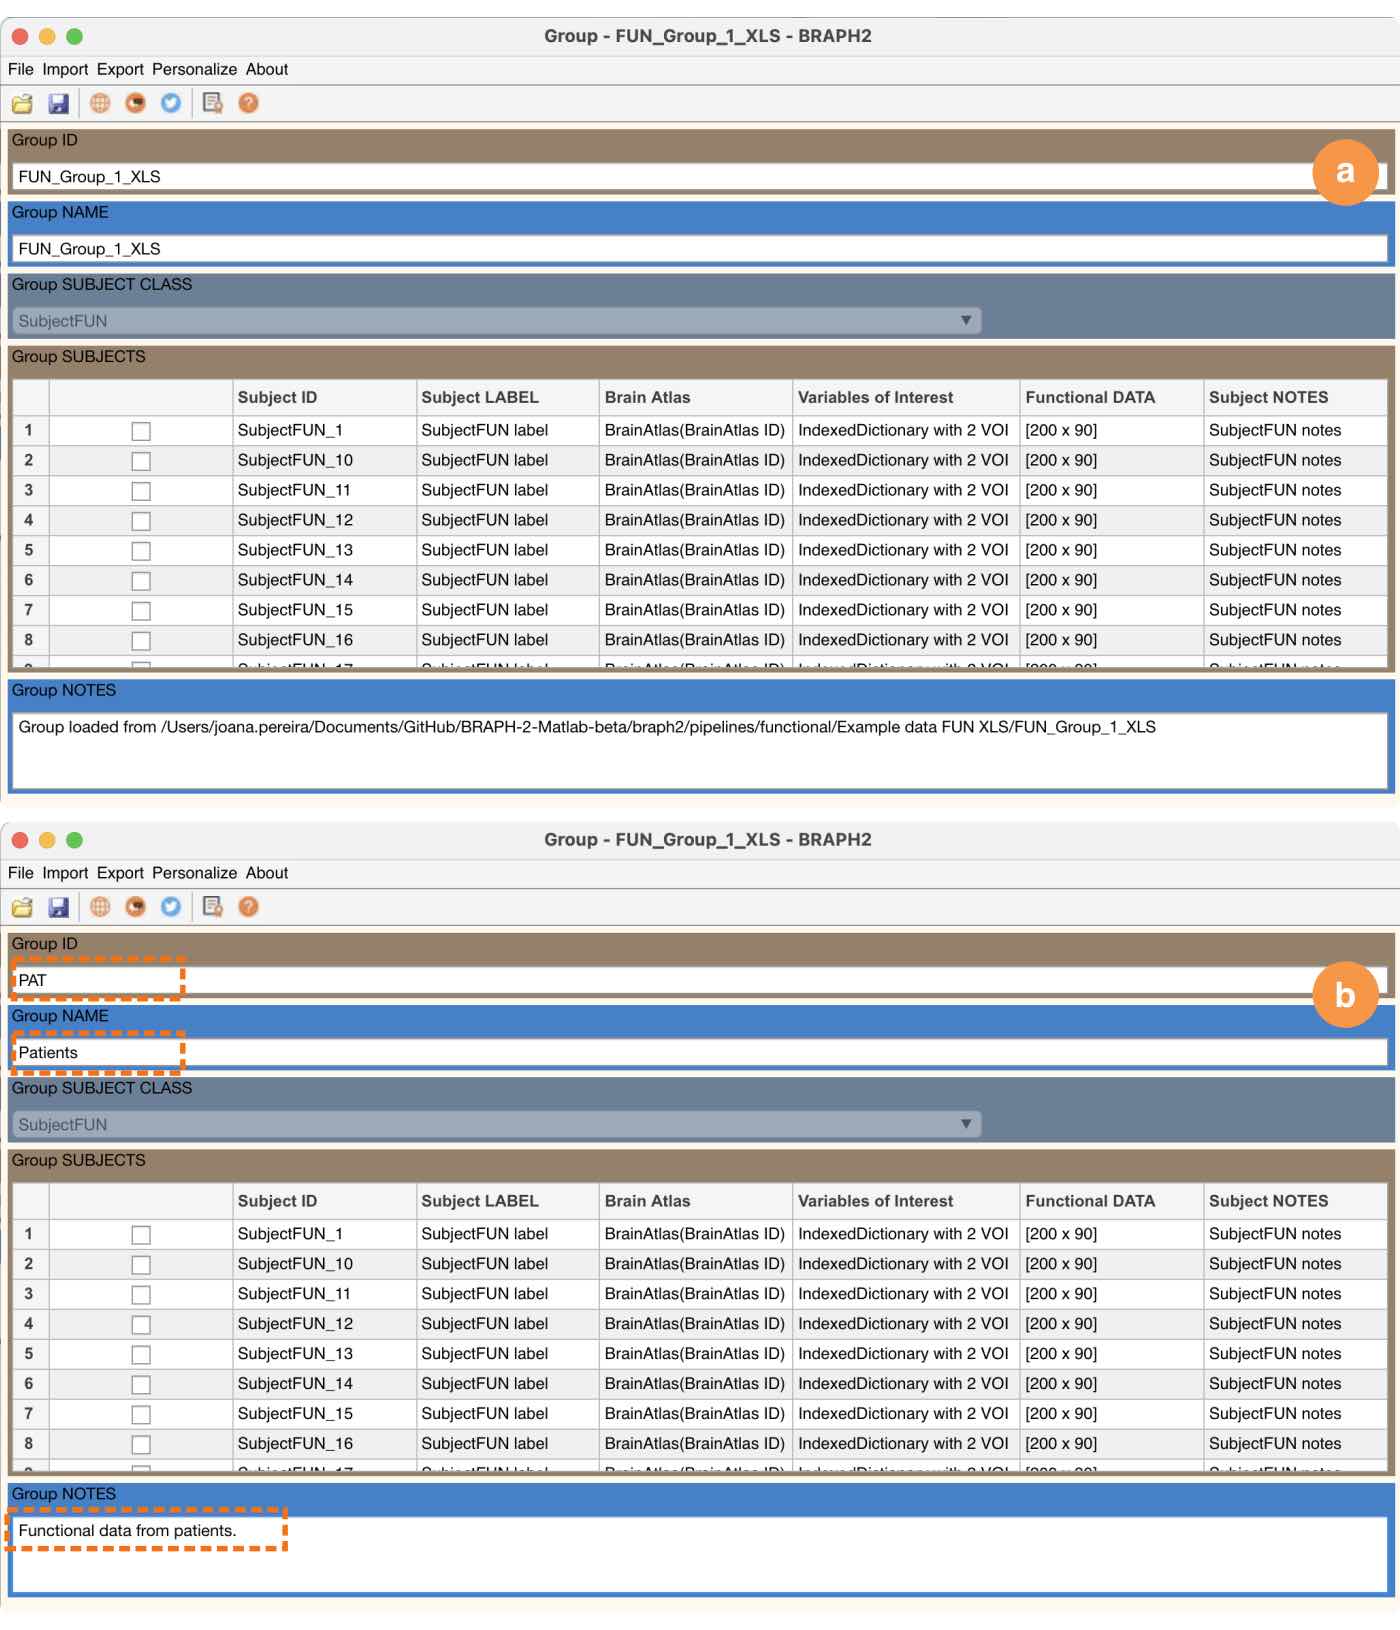 Group - FUN_Group_1_XLS - BRAPH2
File Import Export Personalize About
Group ID
a
FUN_Group_1_XLS
Group NAME
FUN_Group_1_XLS
Group SUBJECT CLASS
SubjectFUN
Group SUBJECTS
Subject ID Subject LABEL Brain Atlas Variables of Interest Functional DATA Subject NOTES
1 SubjectFUN_1 SubjectFUN label BrainAtlas(BrainAtlas ID) IndexedDictionary with 2 VOI [200 x 90] SubjectFUN notes
2 SubjectFUN_10 SubjectFUN label BrainAtlas(BrainAtlas ID) IndexedDictionary with 2 VOI [200 x 90] SubjectFUN notes
3 SubjectFUN_11 SubjectFUN label BrainAtlas(BrainAtlas ID) IndexedDictionary with 2 VOI [200 x 90] SubjectFUN notes
4 SubjectFUN_12 SubjectFUN label BrainAtlas(BrainAtlas ID) IndexedDictionary with 2 VOI [200 x 90] SubjectFUN notes
5 SubjectFUN_13 SubjectFUN label BrainAtlas(BrainAtlas ID) IndexedDictionary with 2 VOI [200 x 90] SubjectFUN notes
6 SubjectFUN_14 SubjectFUN label BrainAtlas(BrainAtlas ID) IndexedDictionary with 2 VOI [200 x 90] SubjectFUN notes
7 SubjectFUN_15 SubjectFUN label BrainAtlas(BrainAtlas ID) IndexedDictionary with 2 VOI [200 x 90] SubjectFUN notes
8 SubjectFUN_16 SubjectFUN label BrainAtlas(BrainAtlas ID) IndexedDictionary with 2 VOI [200 x 90] SubjectFUN notes
Group NOTES
Group loaded from /Users/joana.pereira/Documents/GitHub/BRAPH-2-Matlab-beta/braph2/pipelines/functional/Example data FUN XLS/FUN_Group_1_XLS
Group - FUN_Group_1_XLS - BRAPH2
File Import Export Personalize About
Group ID
PAT
b
Group NAME
Patients
Group SUBJECT CLASS
SubjectFUN
Group SUBJECTS
Subject ID Subject LABEL Brain Atlas Variables of Interest Functional DATA Subject NOTES
1 SubjectFUN_1 SubjectFUN label BrainAtlas(BrainAtlas ID) IndexedDictionary with 2 VOI [200 x 90] SubjectFUN notes
2 SubjectFUN_10 SubjectFUN label BrainAtlas(BrainAtlas ID) IndexedDictionary with 2 VOI [200 x 90] SubjectFUN notes
3 SubjectFUN_11 SubjectFUN label BrainAtlas(BrainAtlas ID) IndexedDictionary with 2 VOI [200 x 90] SubjectFUN notes
4 SubjectFUN_12 SubjectFUN label BrainAtlas(BrainAtlas ID) IndexedDictionary with 2 VOI [200 x 90] SubjectFUN notes
5 SubjectFUN_13 SubjectFUN label BrainAtlas(BrainAtlas ID) IndexedDictionary with 2 VOI [200 x 90] SubjectFUN notes
6 SubjectFUN_14 SubjectFUN label BrainAtlas(BrainAtlas ID) IndexedDictionary with 2 VOI [200 x 90] SubjectFUN notes
7 SubjectFUN_15 SubjectFUN label BrainAtlas(BrainAtlas ID) IndexedDictionary with 2 VOI [200 x 90] SubjectFUN notes
8 SubjectFUN_16 SubjectFUN label BrainAtlas(BrainAtlas ID) IndexedDictionary with 2 VOI [200 x 90] SubjectFUN notes
Group NOTES
Functional data from patients.